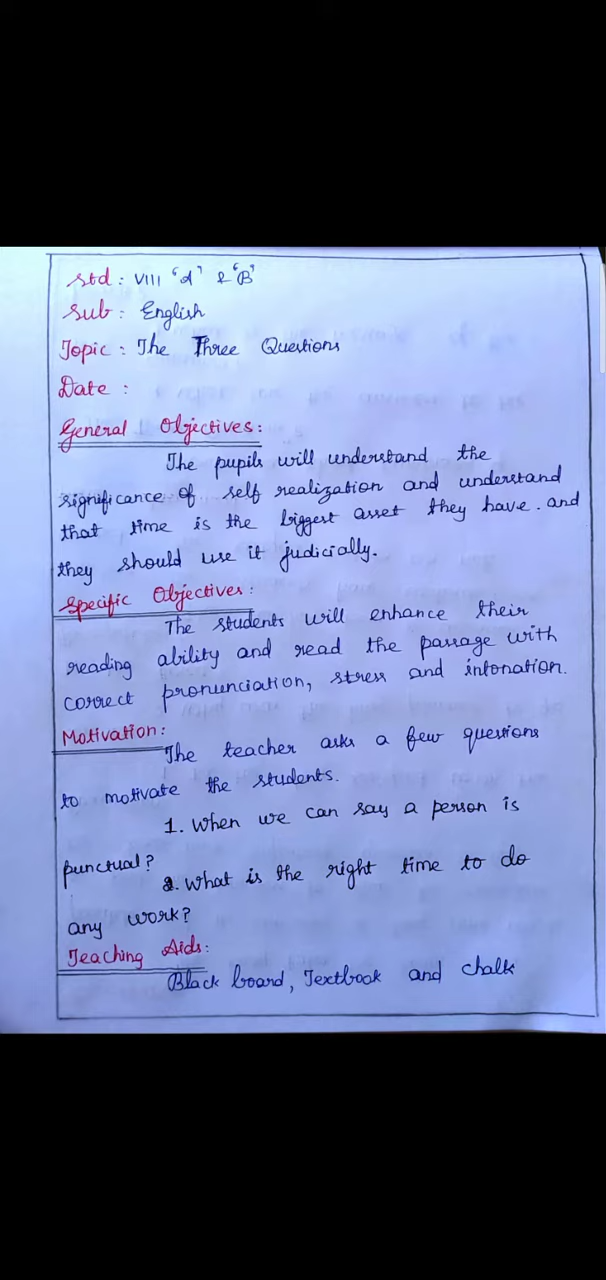 Std : VIII 'A' & 'B'
Sub : English
Topic : The Three Questions
Date :
General Objectives:
The pupils will understand the
significance of self realization and understand
that time is the biggest asset they have. and
they should use it judicially.
Specific Objectives:
The students will enhance their
reading ability and read the passage with
correct pronunciation, stress and intonation.
Motivation:
The teacher asks a few questions
to motivate the students.
1. When we can say a person is
punctual?
2. What is the right time to do
any work?
Teaching Aids:
Black board, Textbook and chalk